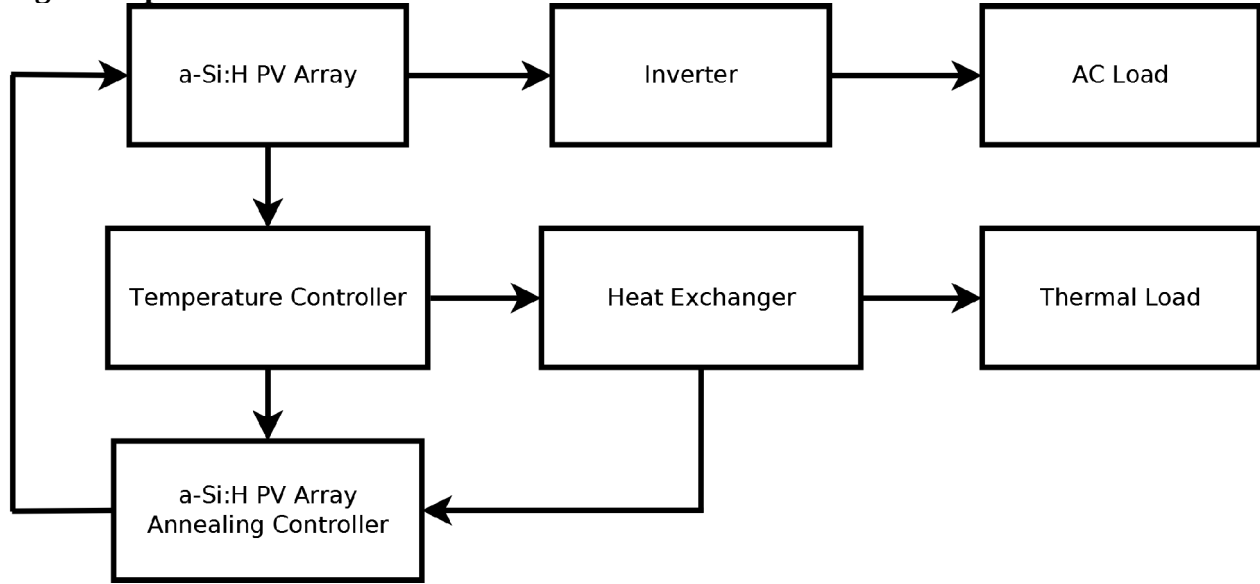 a-Si:H PV Array
Inverter
AC Load
Temperature Controller
Heat Exchanger
Thermal Load
a-Si:H PV Array
Annealing Controller